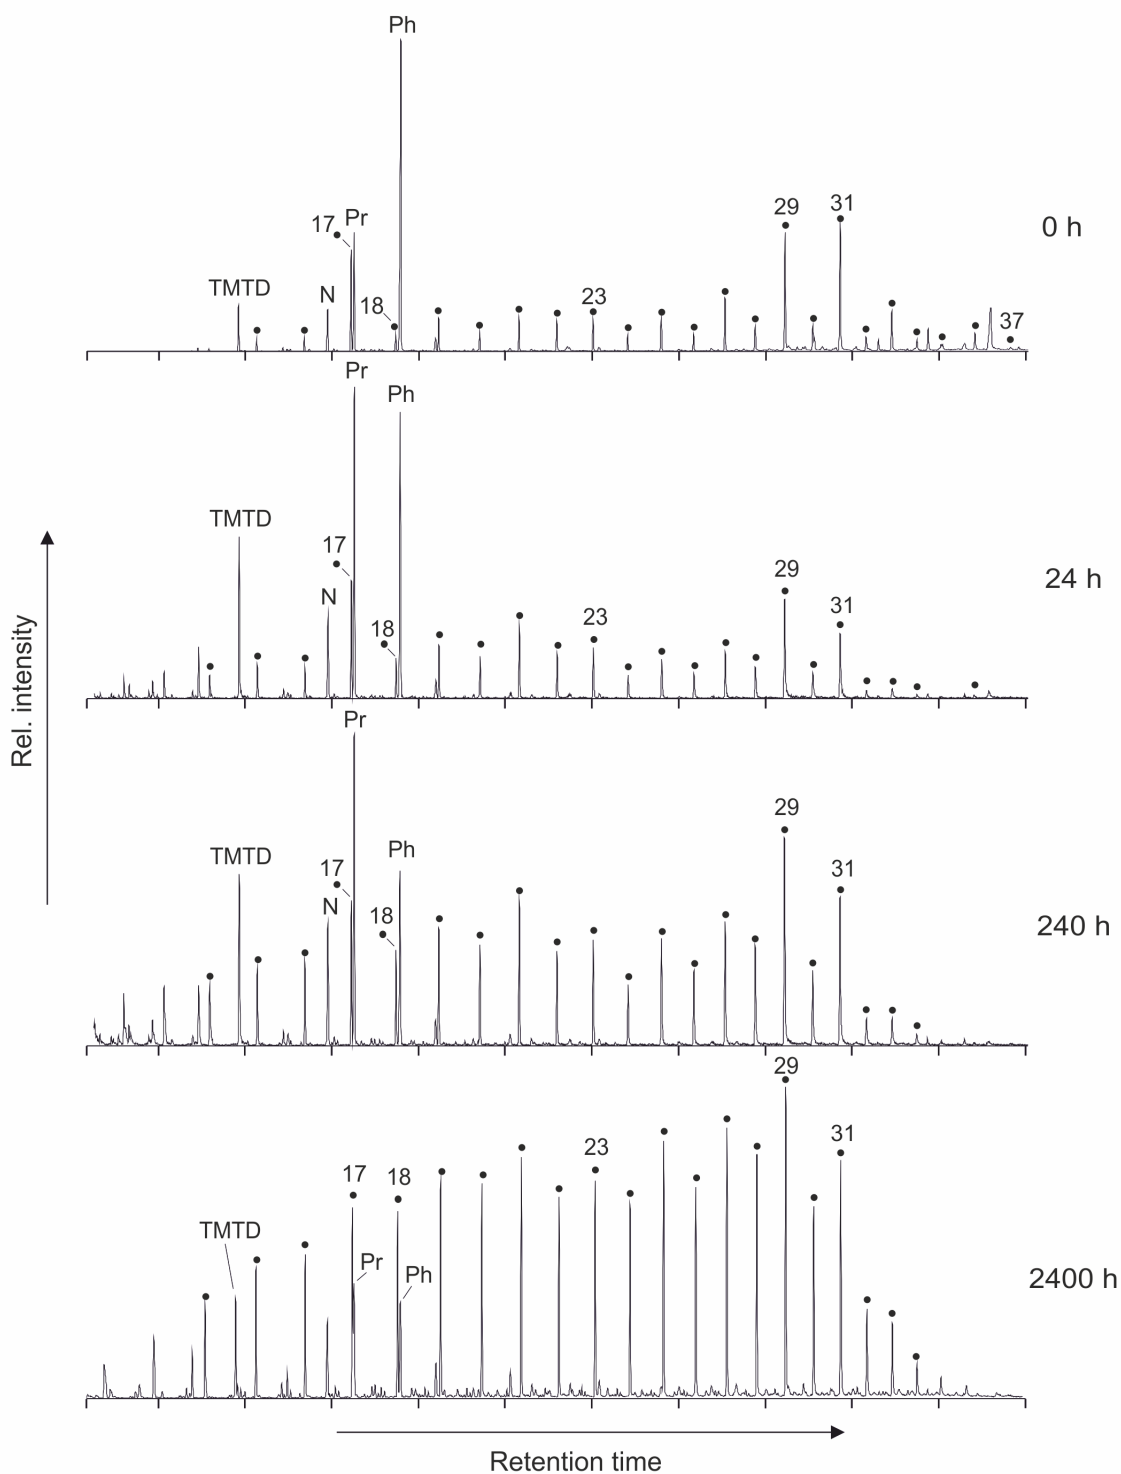 Ph
17 Pr
0 h
TMTD N 18 23 29 31 37
Pr
Ph
24 h
TMTD 17 N 18 23 29 31
Pr
Rel. intensity
29
TMTD 17 Ph 31
N 18
240 h
29
17 18 23 31
TMTD Pr Ph
2400 h
Retention time